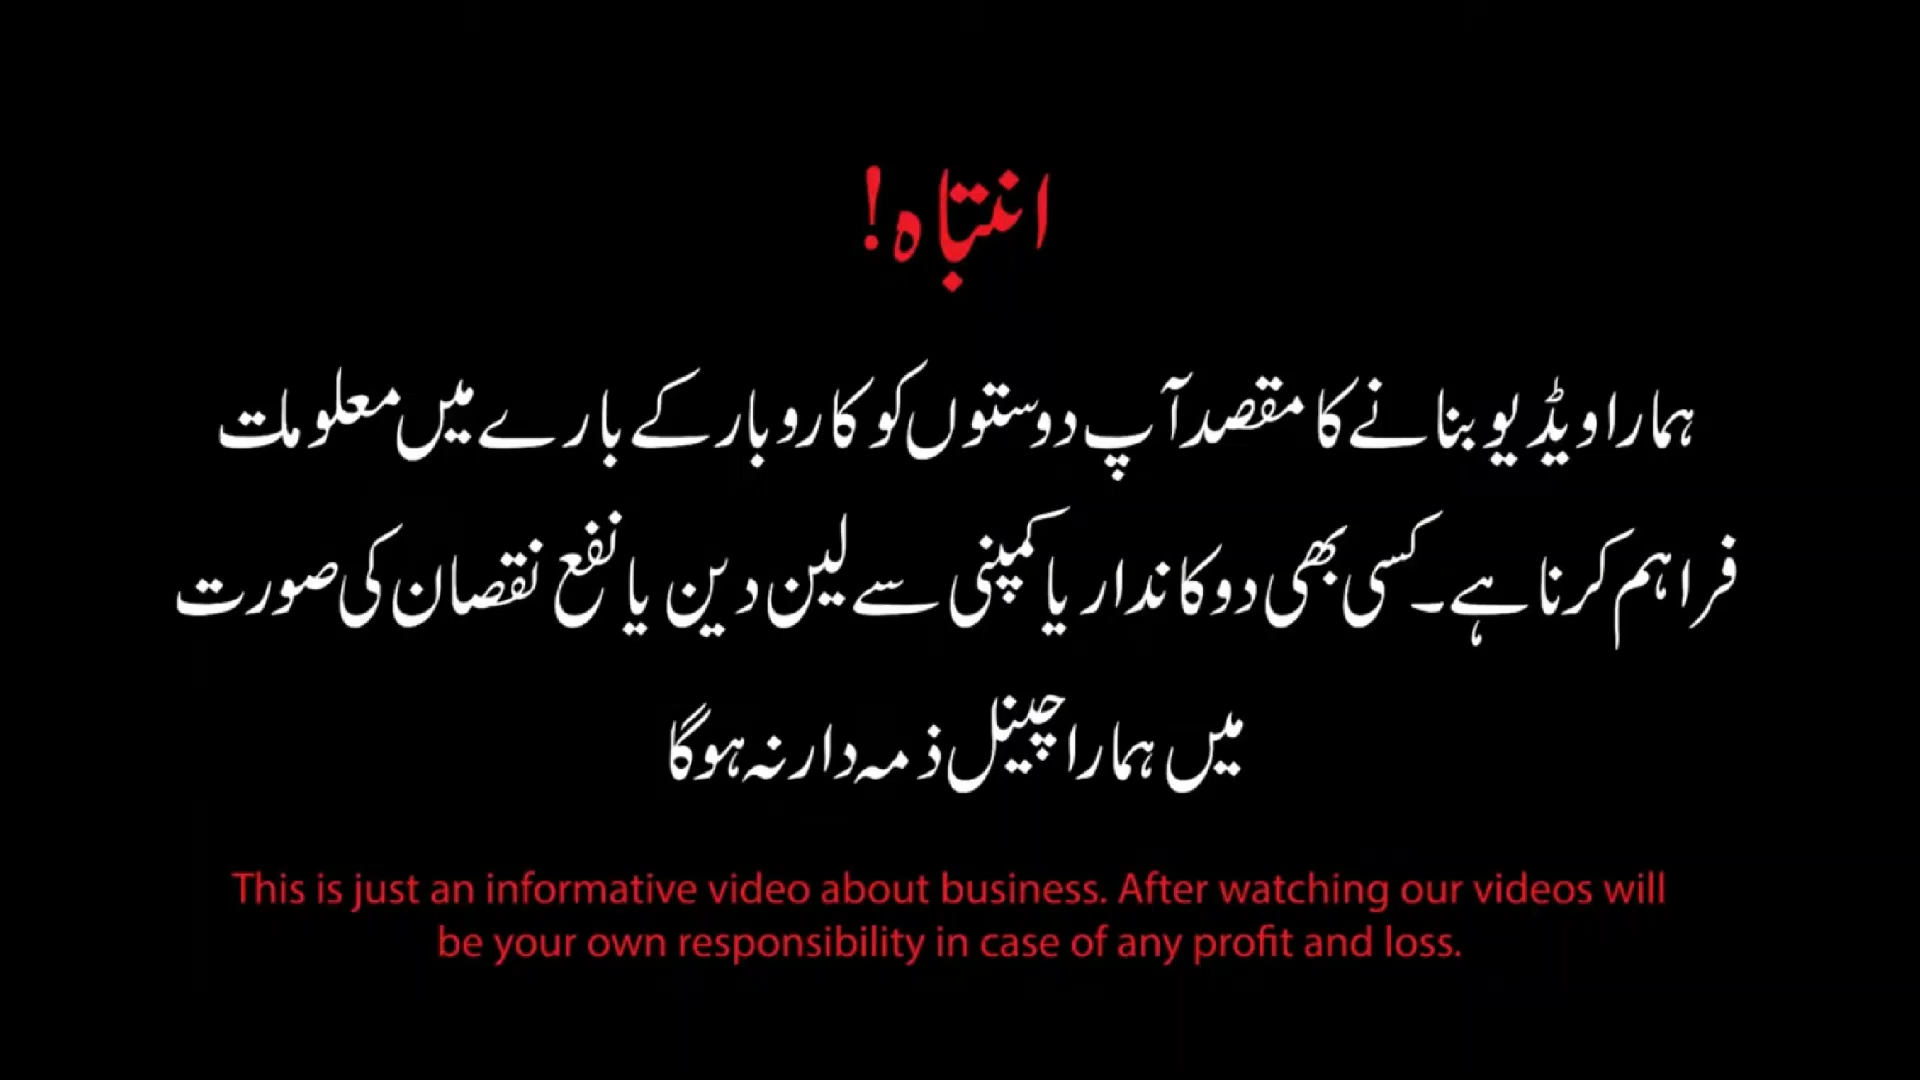 انتباہ!
ہمارا ویڈیو بنانے کا مقصد آپ دوستوں کو کاروبار کے بارے میں معلومات
فراہم کرنا ہے۔ کسی بھی دوکاندار یا کمپنی سے لین دین یا نفع نقصان کی صورت
میں ہمارا چینل ذمہ دار نہ ہوگا
This is just an informative video about business. After watching our videos will
be your own responsibility in case of any profit and loss.